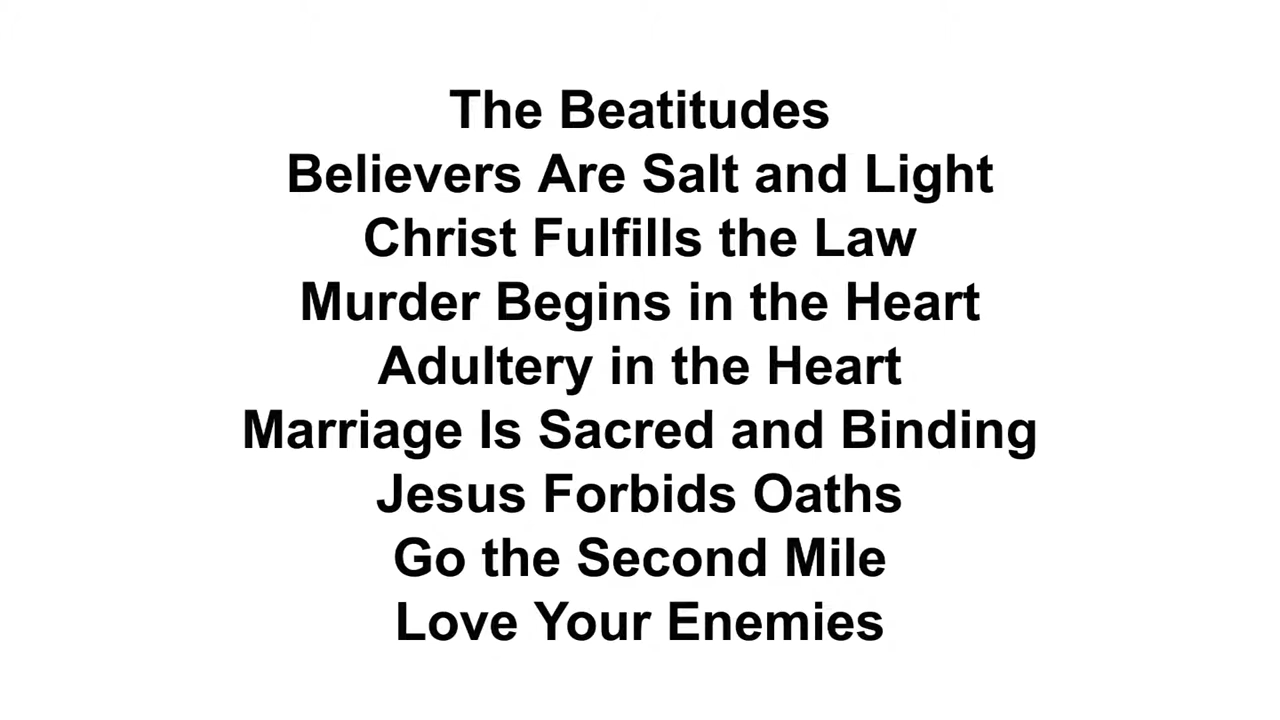 The Beatitudes
Believers Are Salt and Light
Christ Fulfills the Law
Murder Begins in the Heart
Adultery in the Heart
Marriage Is Sacred and Binding
Jesus Forbids Oaths
Go the Second Mile
Love Your Enemies